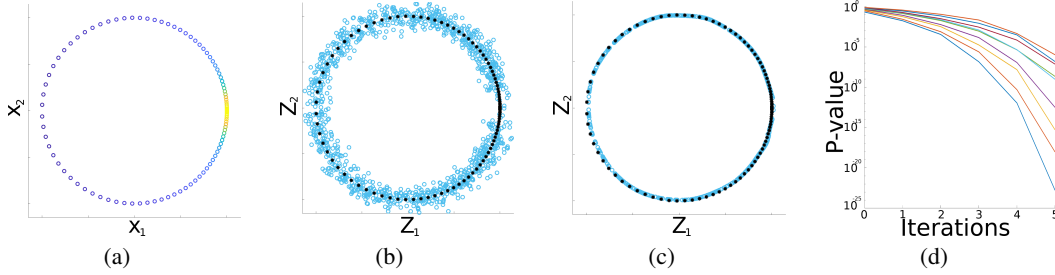 X2
X1
(a)
Z2
Z1
(b)
Z2
Z1
(c)
P-value
10^0
10^-5
10^-10
10^-15
10^-20
10^-25
0 1 2 3 4 5
Iterations
(d)